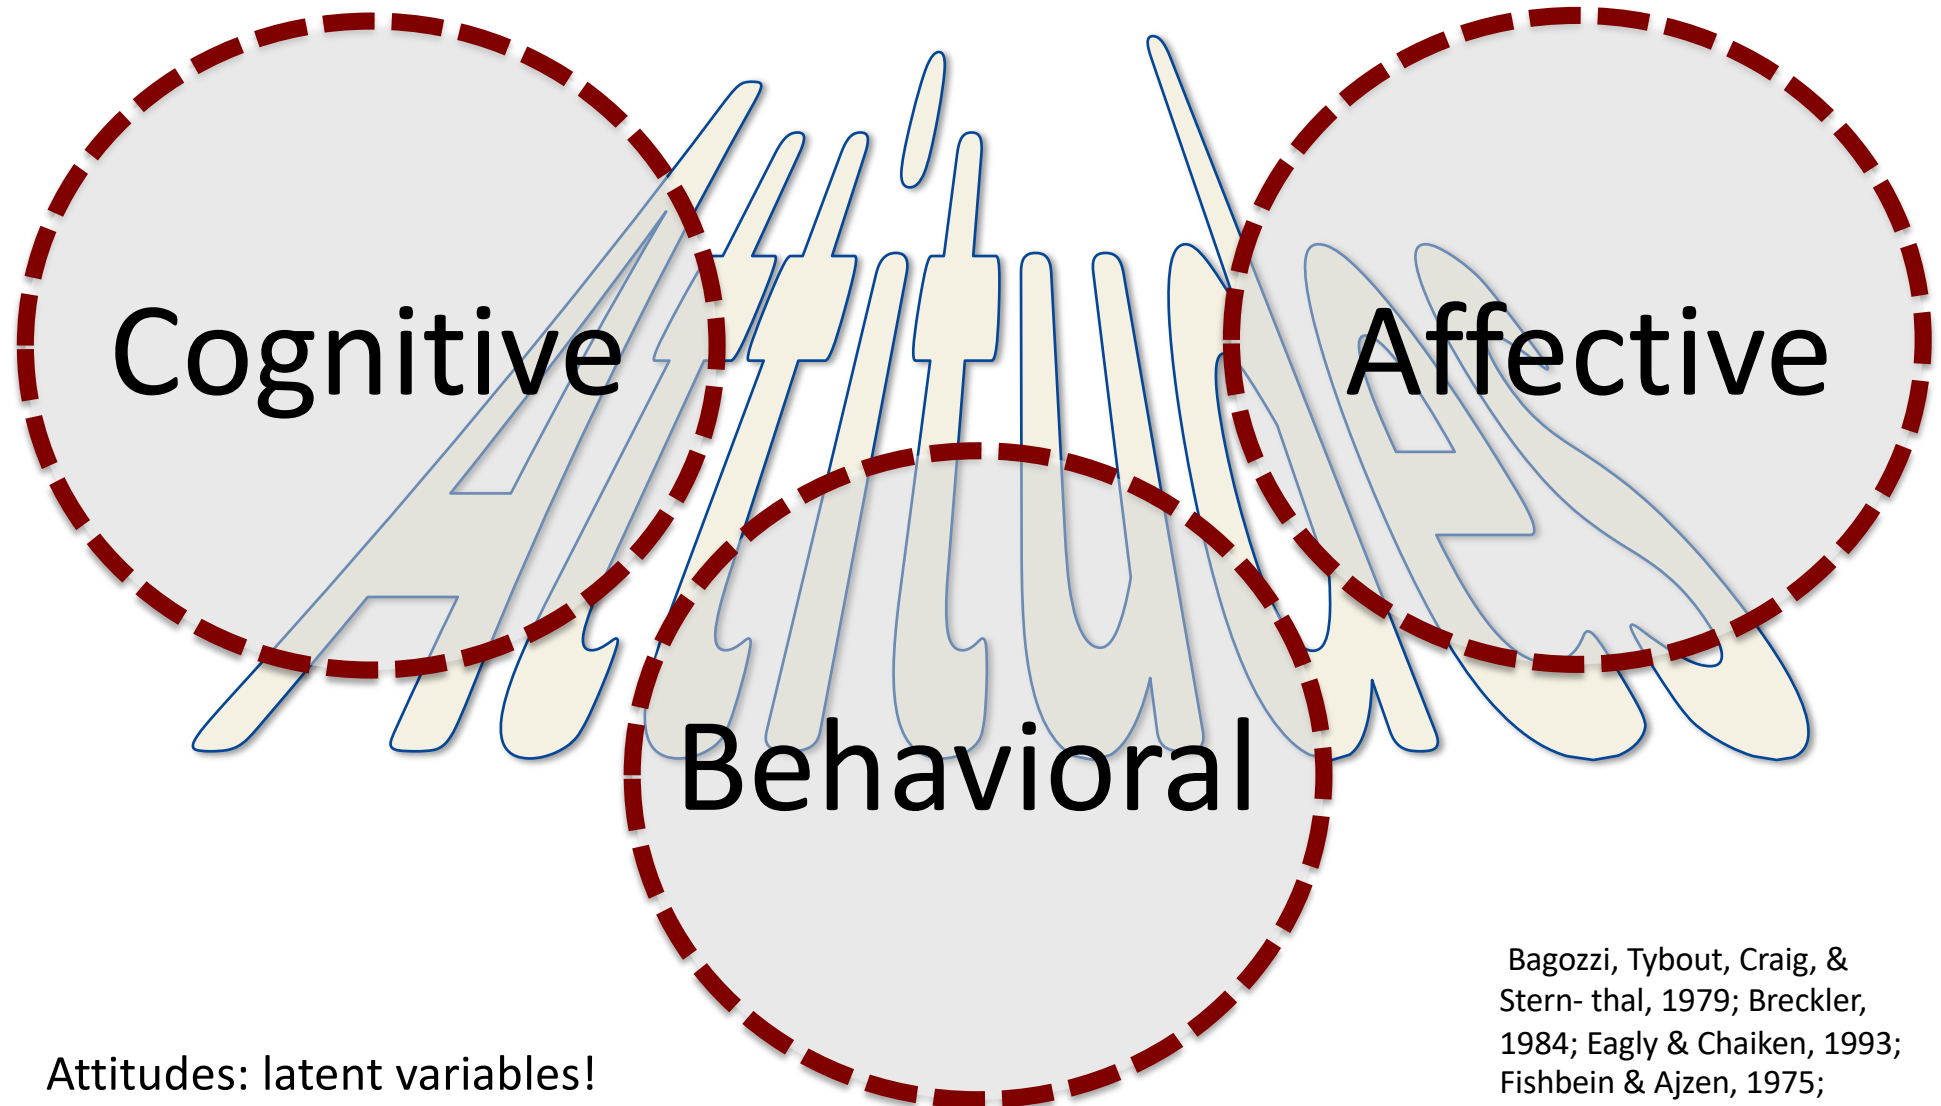 Attitudes
Cognitive
Affective
Behavioral
Attitudes: latent variables!
Bagozzi, Tybout, Craig, &
Stern- thal, 1979; Breckler,
1984; Eagly & Chaiken, 1993;
Fishbein & Ajzen, 1975;